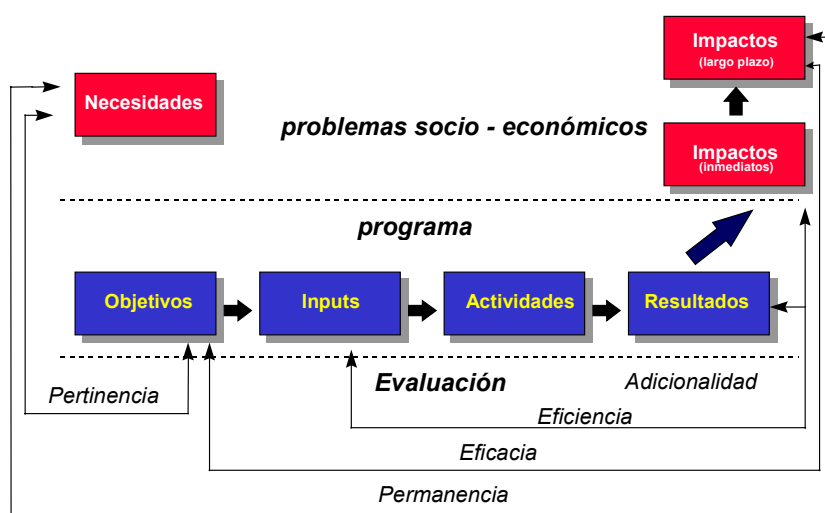 Impactos
(largo plazo)
Necesidades
problemas socio - económicos
Impactos
(inmediatos)
programa
Objetivos
Inputs
Actividades
Resultados
Evaluación
Adicionalidad
Pertinencia
Eficiencia
Eficacia
Permanencia